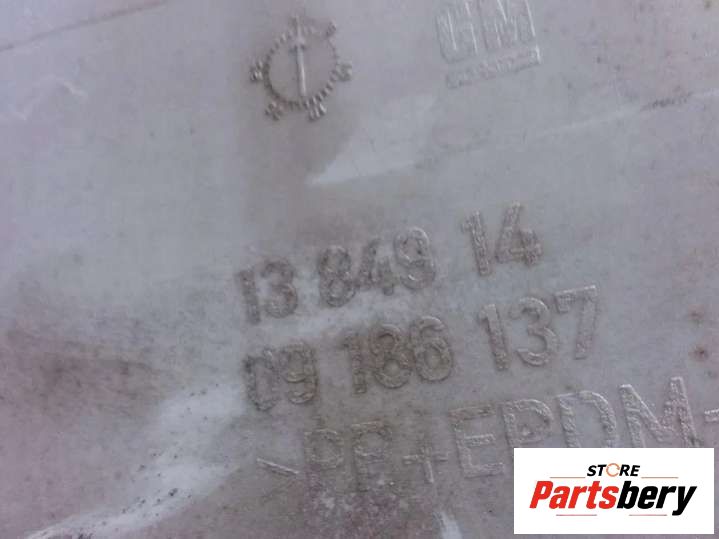 GM
13 849 14
09 186 137
>PP+EPDM-
STORE
Partsbery